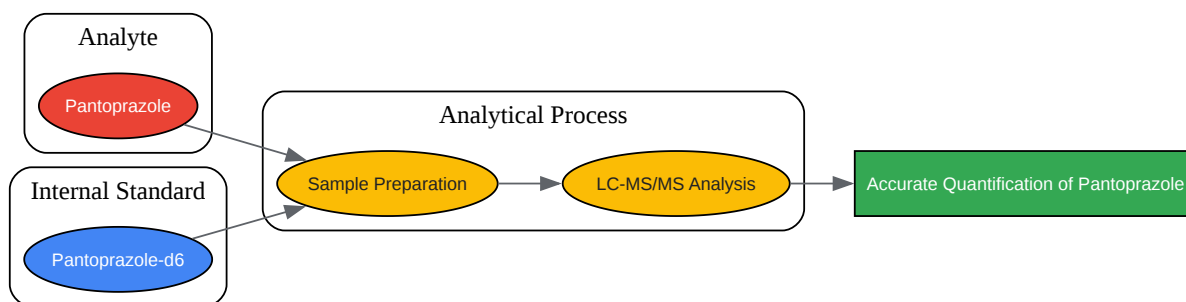 Analyte
Pantoprazole
Internal Standard
Pantoprazole-d6
Analytical Process
Sample Preparation
LC-MS/MS Analysis
Accurate Quantification of Pantoprazole